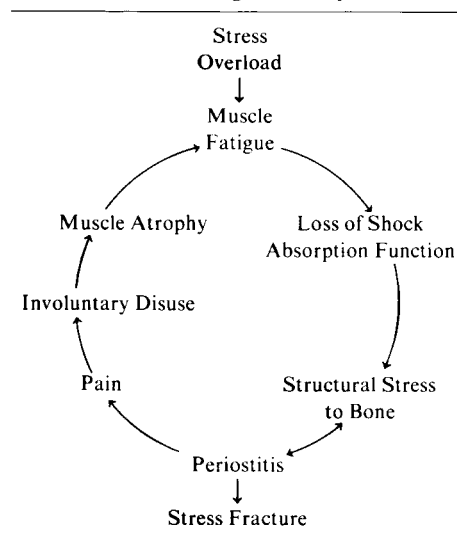 Stress
Overload
Muscle
Fatigue
Muscle Atrophy
Loss of Shock
Absorption Function
Involuntary Disuse
Pain
Structural Stress
to Bone
Periostitis
Stress Fracture